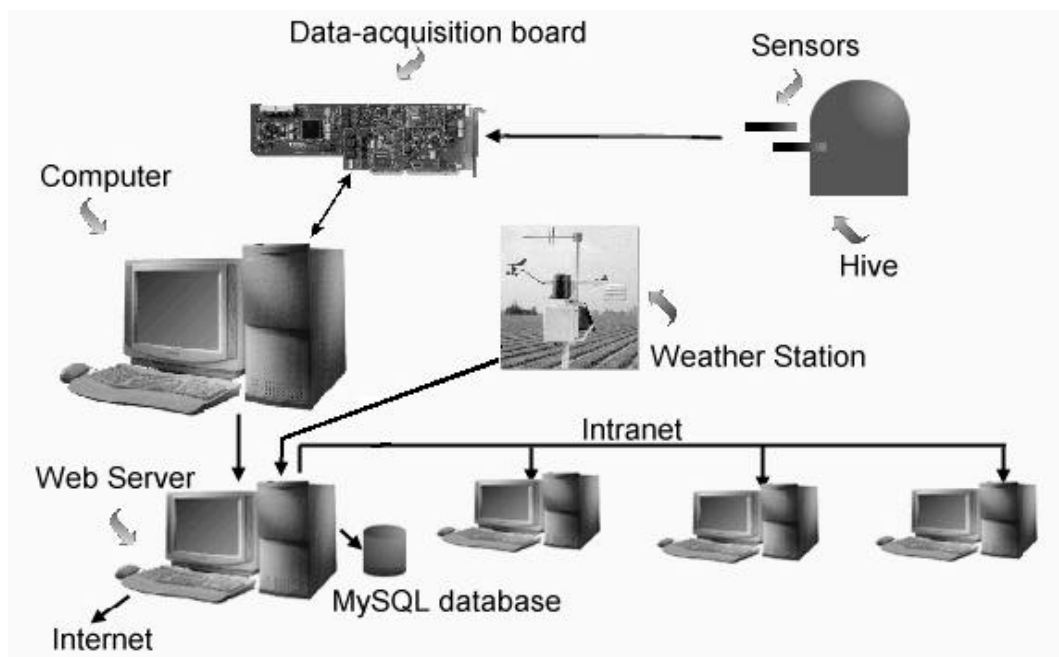 Data-acquisition board
Sensors
Computer
Hive
Weather Station
Intranet
Web Server
MySQL database
Internet